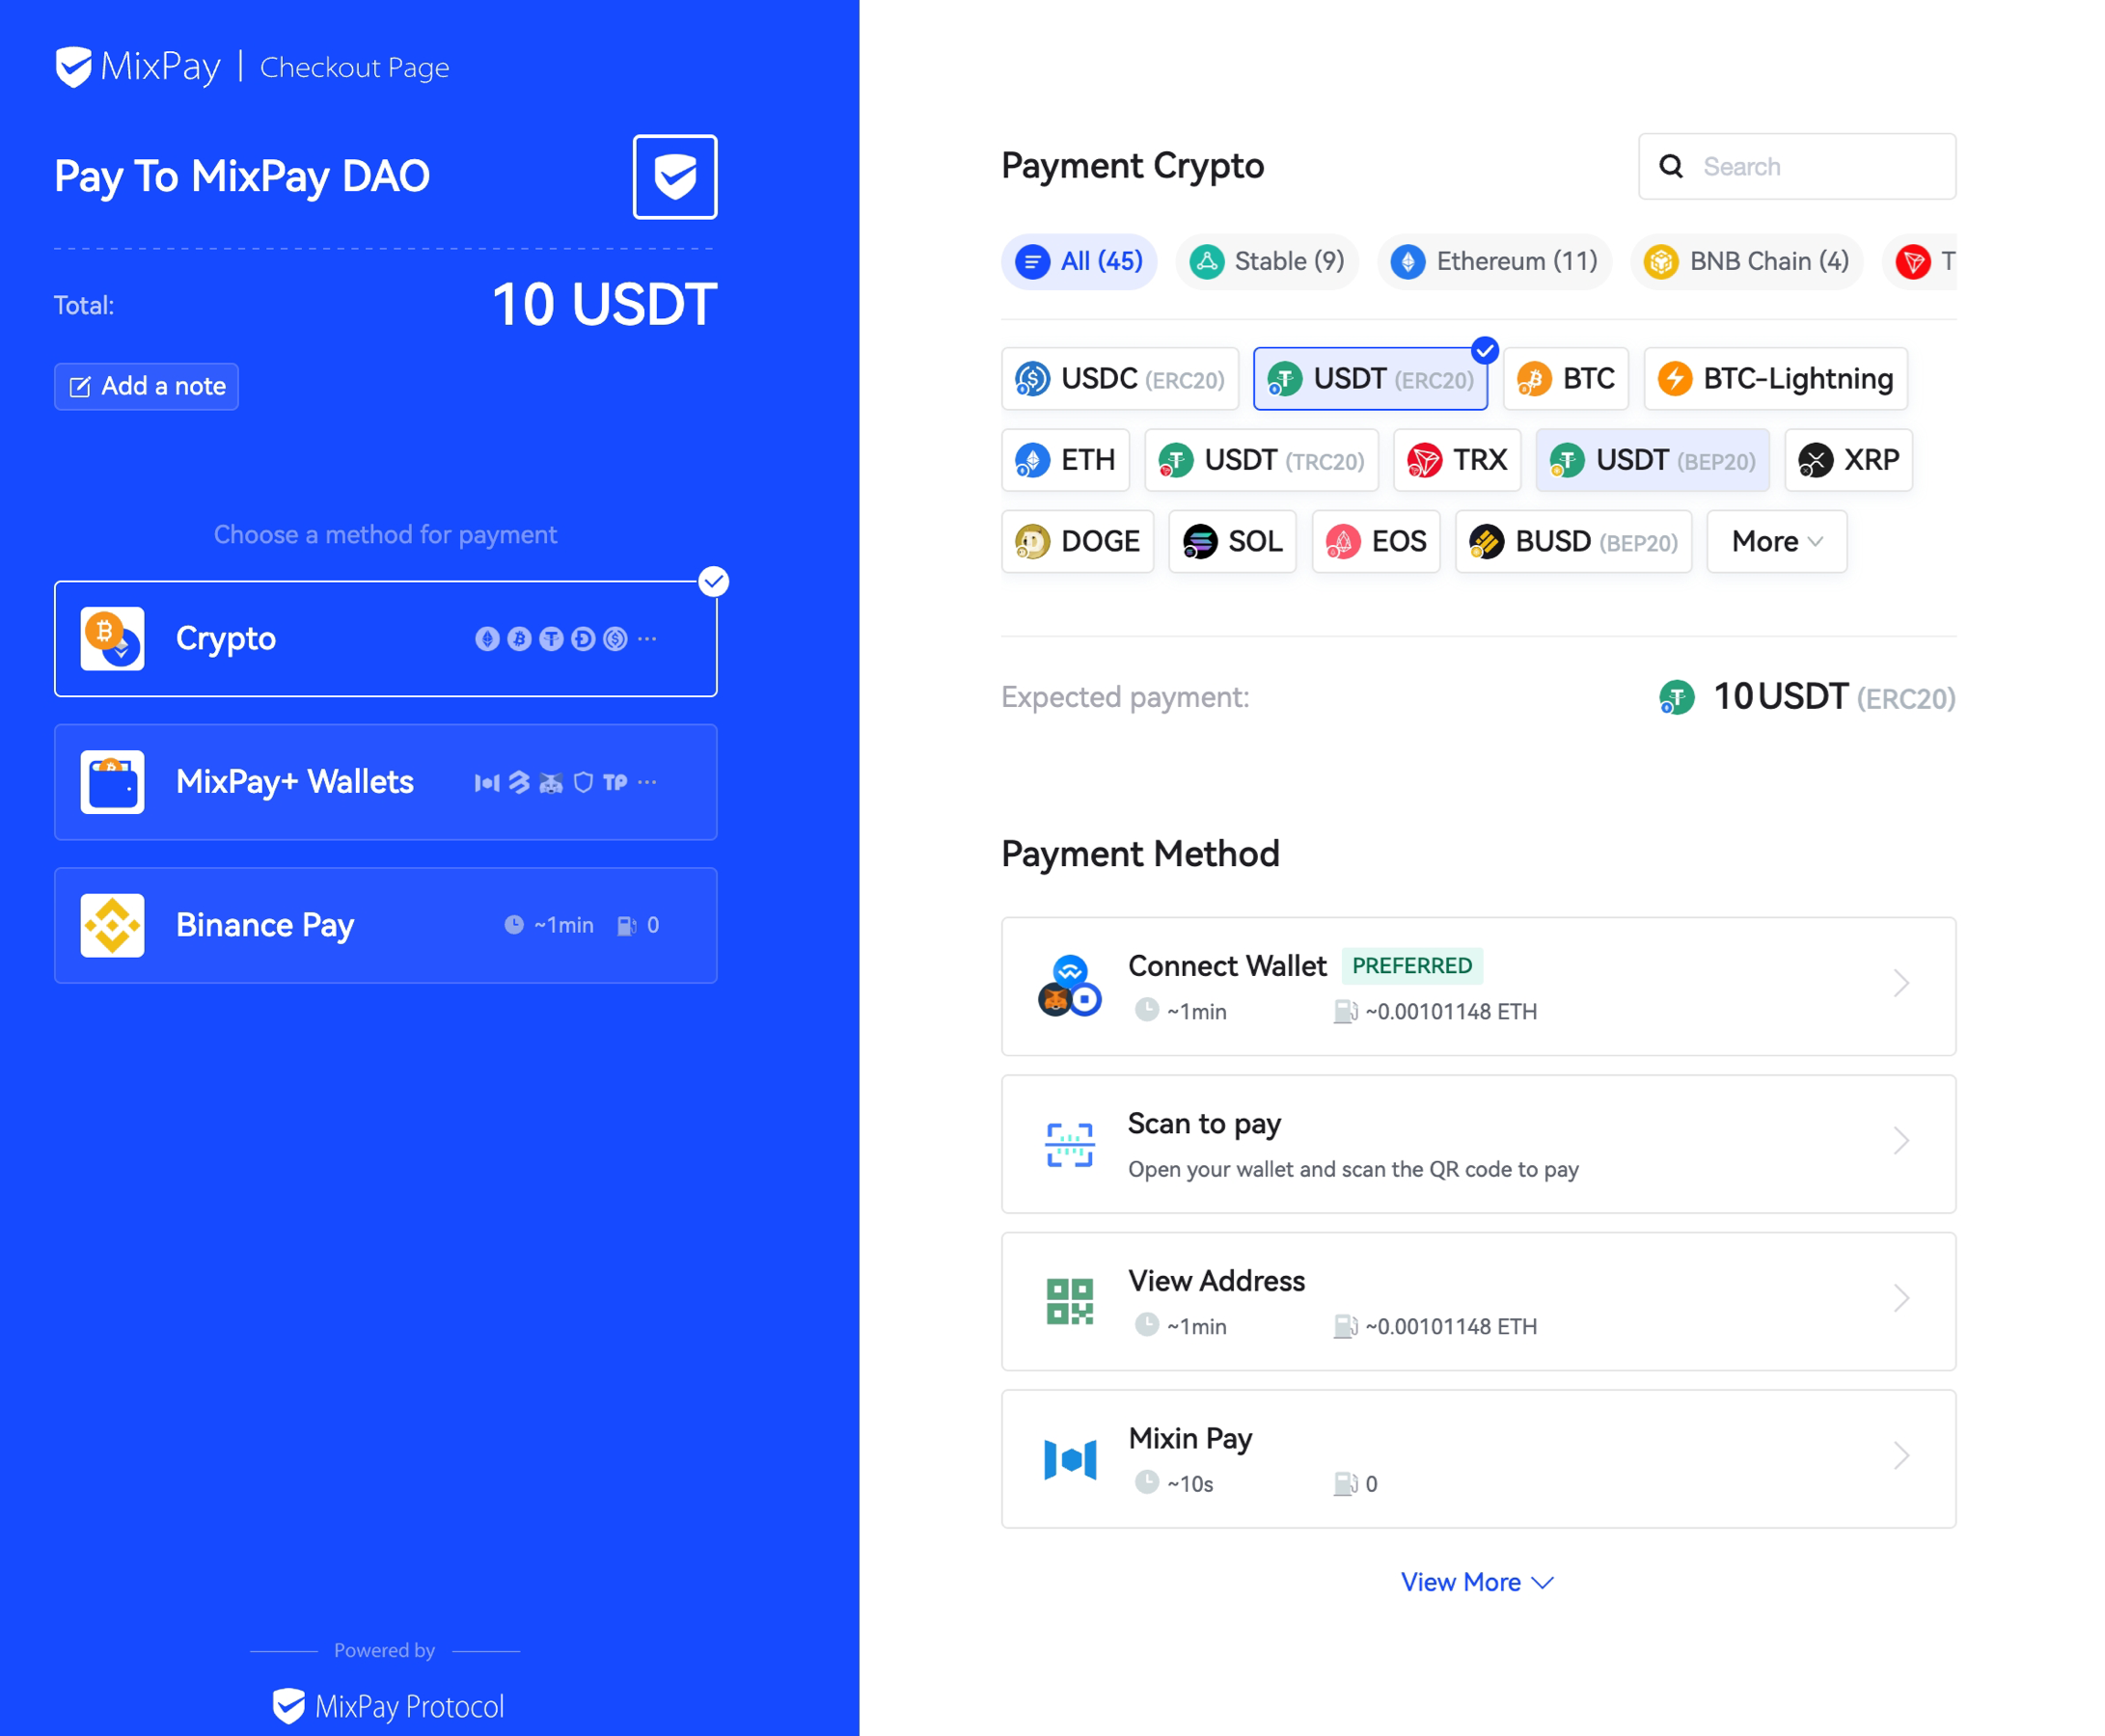 MixPay | Checkout Page
Pay To MixPay DAO
Total: 10 USDT
Add a note
Choose a method for payment
Crypto ...
MixPay+ Wallets TP ...
Binance Pay ~1min 0
Powered by
MixPay Protocol
Payment Crypto Search
All (45) Stable (9) Ethereum (11) BNB Chain (4) T
USDC (ERC20) USDT (ERC20) BTC BTC-Lightning
ETH USDT (TRC20) TRX USDT (BEP20) XRP
DOGE SOL EOS BUSD (BEP20) More
Expected payment: 10 USDT (ERC20)
Payment Method
Connect Wallet PREFERRED
~1min ~0.00101148 ETH
Scan to pay
Open your wallet and scan the QR code to pay
View Address
~1min ~0.00101148 ETH
Mixin Pay
~10s 0
View More